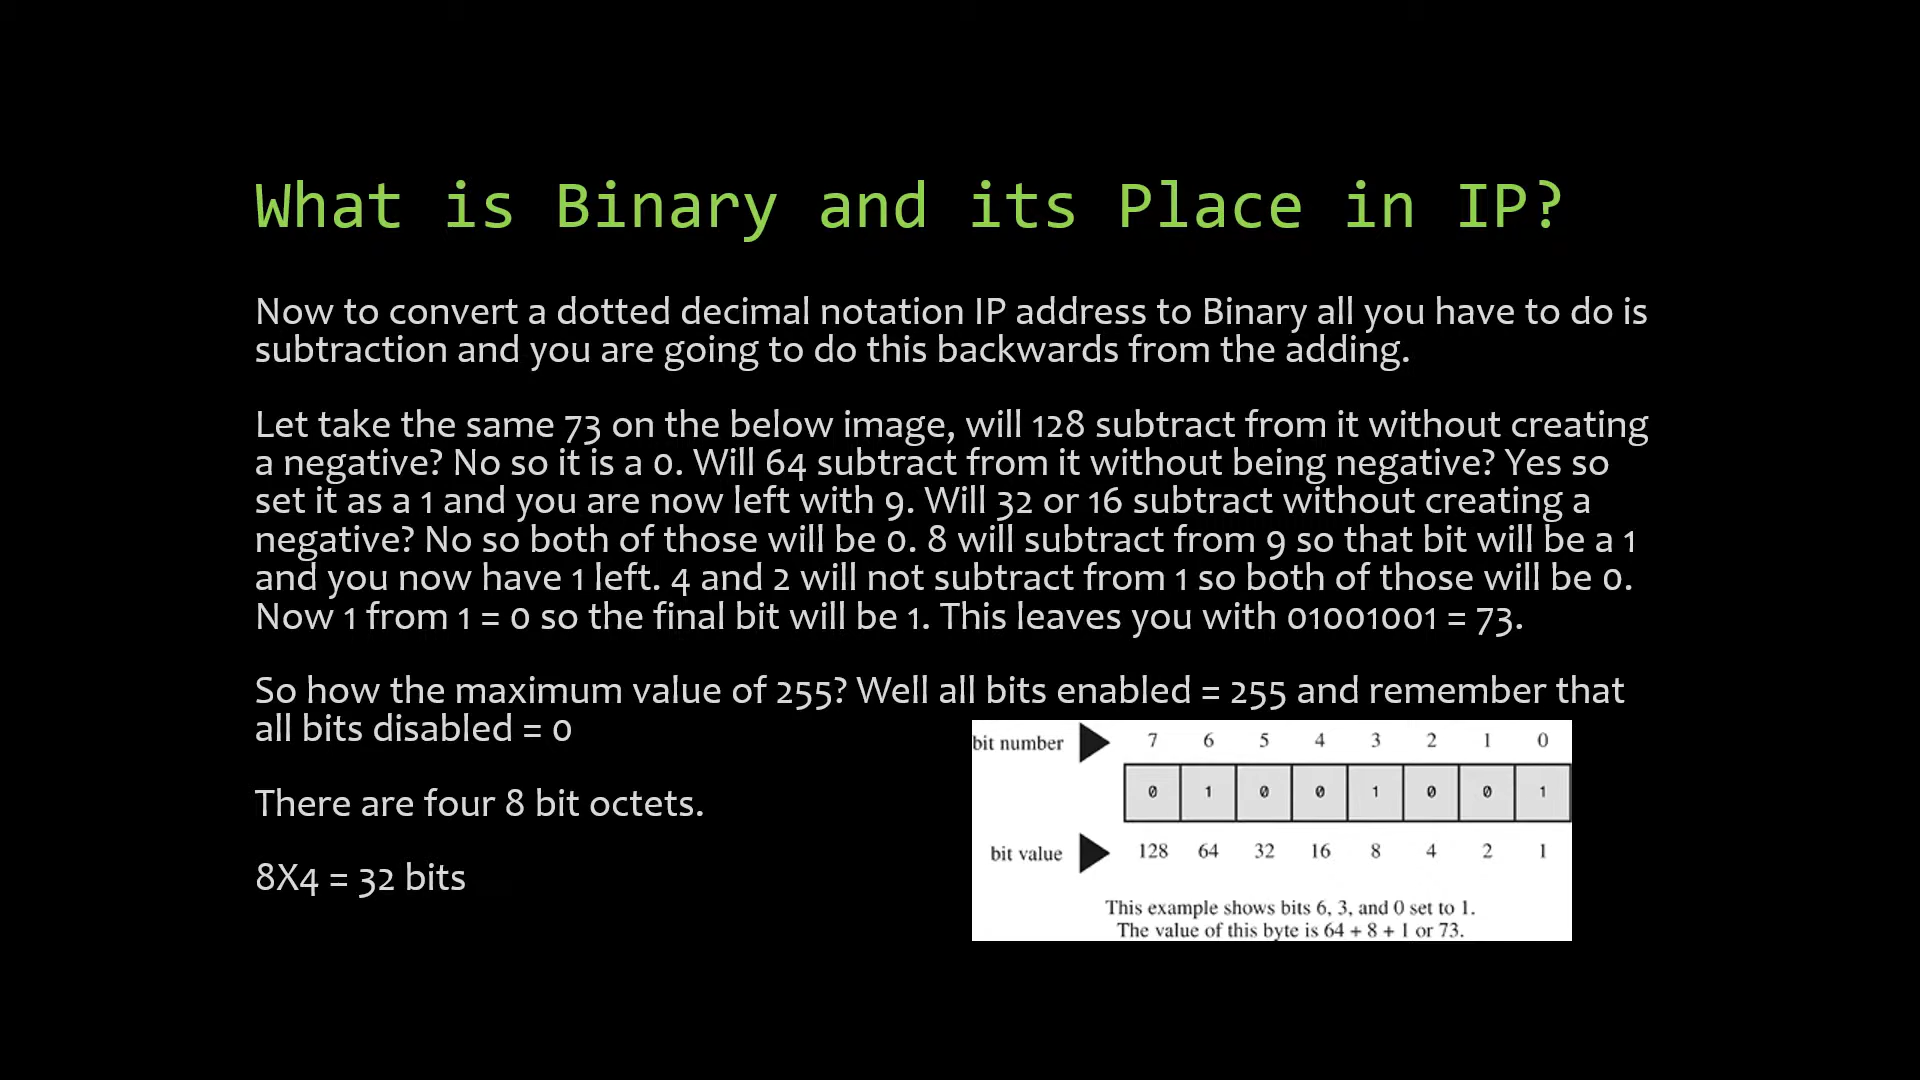 What is Binary and its Place in IP?
Now to convert a dotted decimal notation IP address to Binary all you have to do is
subtraction and you are going to do this backwards from the adding.
Let take the same 73 on the below image, will 128 subtract from it without creating
a negative? No so it is a 0. Will 64 subtract from it without being negative? Yes so
set it as a 1 and you are now left with 9. Will 32 or 16 subtract without creating a
negative? No so both of those will be 0. 8 will subtract from 9 so that bit will be a 1
and you now have 1 left. 4 and 2 will not subtract from 1 so both of those will be 0.
Now 1 from 1 = 0 so the final bit will be 1. This leaves you with 01001001 = 73.
So how the maximum value of 255? Well all bits enabled = 255 and remember that
all bits disabled = 0
There are four 8 bit octets.
8X4 = 32 bits
bit number 7 6 5 4 3 2 1 0
0 1 0 0 1 0 0 1
bit value 128 64 32 16 8 4 2 1
This example shows bits 6, 3, and 0 set to 1.
The value of this byte is 64 + 8 + 1 or 73.